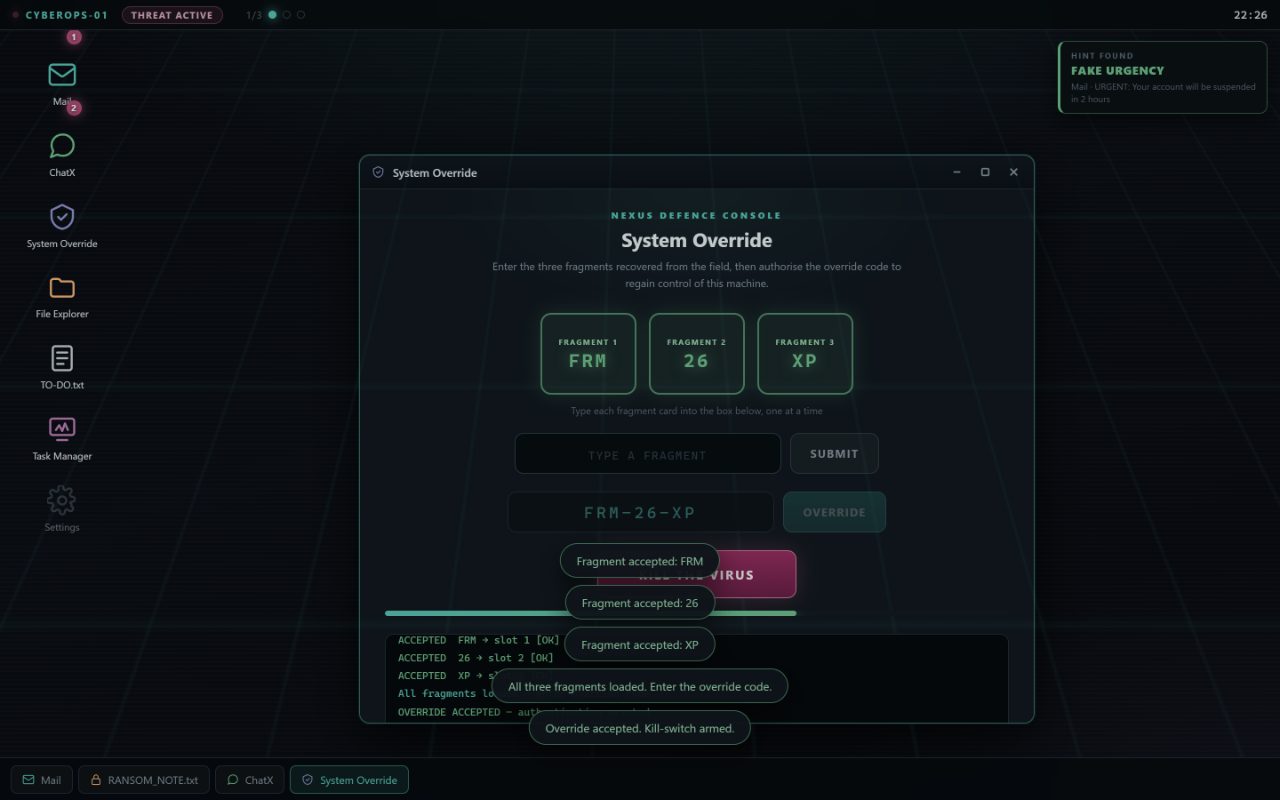 CYBEROPS-01
THREAT ACTIVE
1/3
22:26
1
Mail
2
ChatX
System Override
File Explorer
TO-DO.txt
Task Manager
Settings
HINT FOUND
FAKE URGENCY
Mail · URGENT: Your account will be suspended
in 2 hours
System Override
NEXUS DEFENCE CONSOLE
System Override
Enter the three fragments recovered from the field, then authorise the override code to
regain control of this machine.
FRAGMENT 1
FRM
FRAGMENT 2
26
FRAGMENT 3
XP
Type each fragment card into the box below, one at a time
TYPE A FRAGMENT
SUBMIT
FRM-26-XP
OVERRIDE
VIRUS
Fragment accepted: FRM
Fragment accepted: 26
Fragment accepted: XP
All three fragments loaded. Enter the override code.
Override accepted. Kill-switch armed.
ACCEPTED FRM → slot 1 [OK]
ACCEPTED 26 → slot 2 [OK]
ACCEPTED XP →
All fragments
OVERRIDE ACCEPTED –
Mail
RANSOM_NOTE.txt
ChatX
System Override